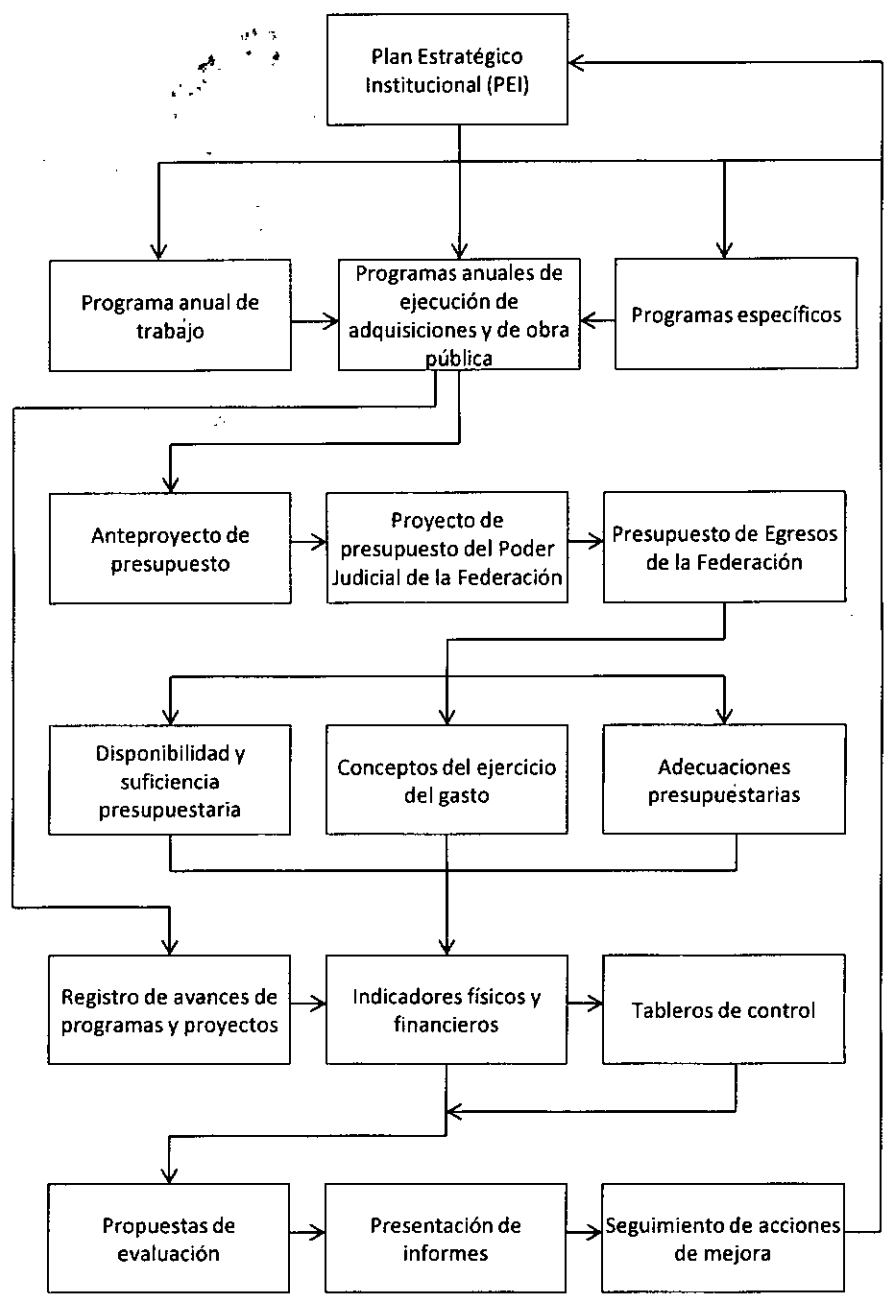 Plan Estratégico
Institucional (PEI)
Programa anual de
trabajo
Programas anuales de
ejecución de
adquisiciones y de obra
pública
Programas específicos
Anteproyecto de
presupuesto
Proyecto de
presupuesto del Poder
Judicial de la Federación
Presupuesto de Egresos
de la Federación
Disponibilidad y
suficiencia
presupuestaria
Conceptos del ejercicio
del gasto
Adecuaciones
presupuestarias
Registro de avances de
programas y proyectos
Indicadores físicos y
financieros
Tableros de control
Propuestas de
evaluación
Presentación de
informes
Seguimiento de acciones
de mejora